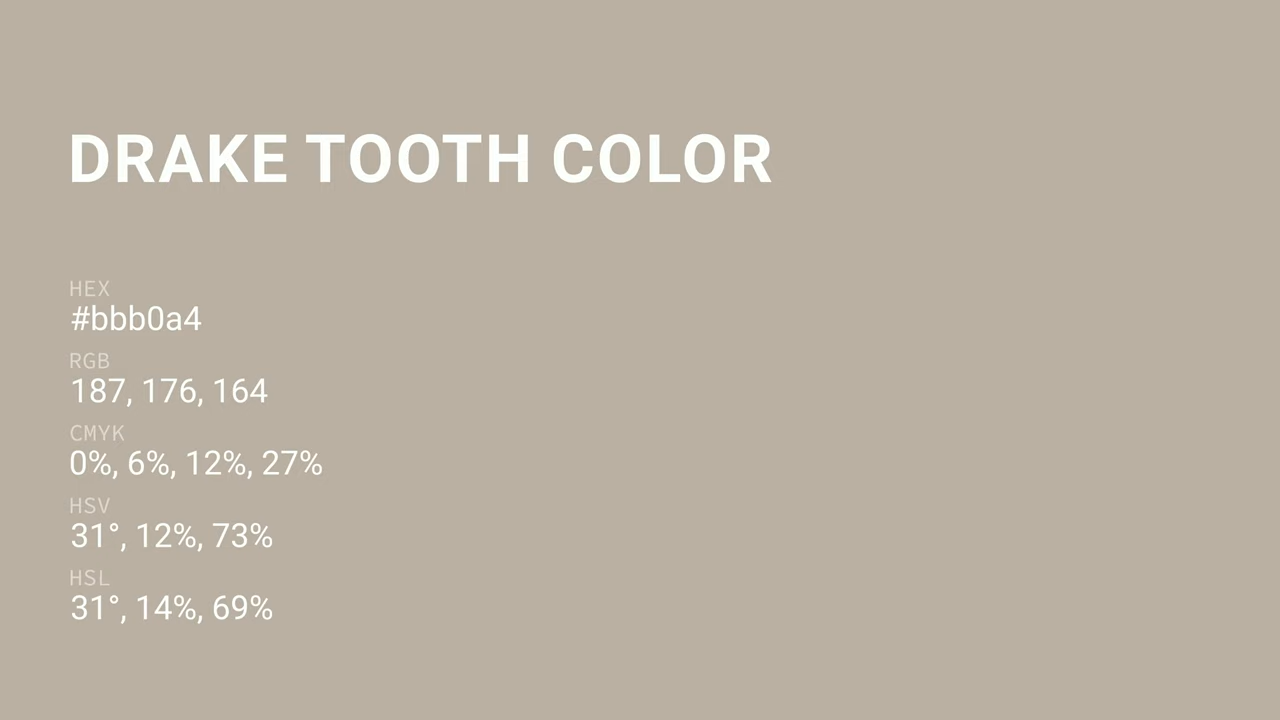 DRAKE TOOTH COLOR
HEX
#bbb0a4
RGB
187, 176, 164
CMYK
0%, 6%, 12%, 27%
HSV
31°, 12%, 73%
HSL
31°, 14%, 69%